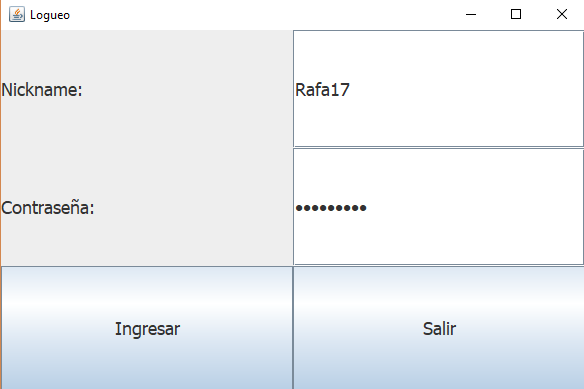 Logueo
Nickname:
Rafa17
Contraseña:
•••••••••
Ingresar
Salir